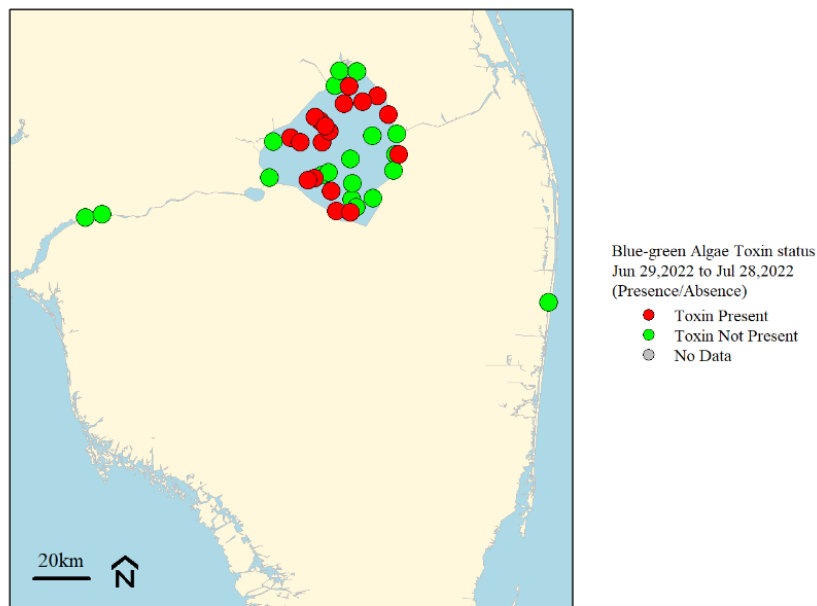 Blue-green Algae Toxin status
Jun 29,2022 to Jul 28,2022
(Presence/Absence)
Toxin Present
Toxin Not Present
No Data
20km
N